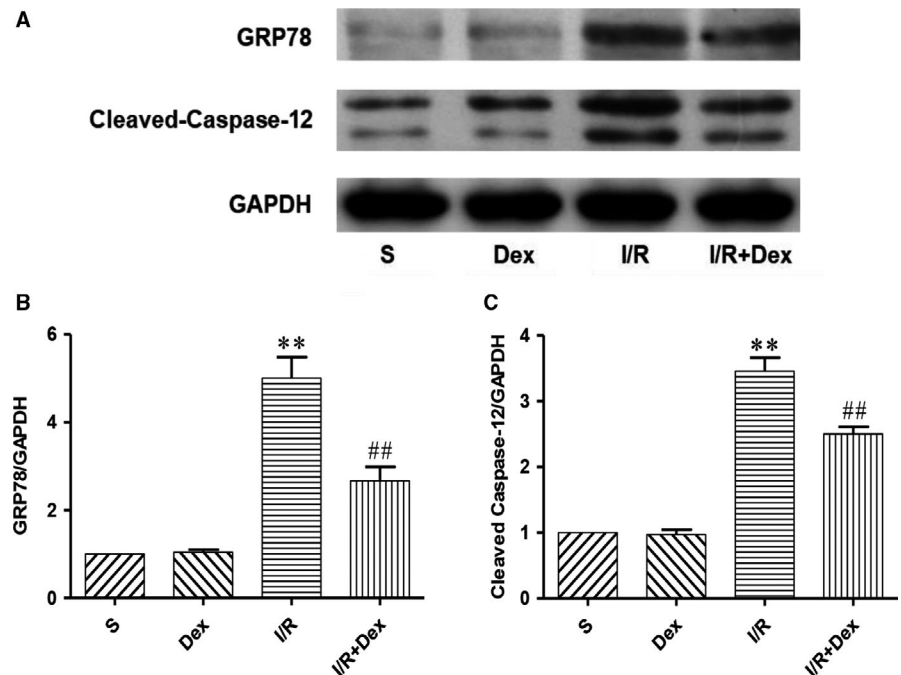 A
GRP78
Cleaved-Caspase-12
GAPDH
S Dex I/R I/R+Dex
B
6
4
2
0
GRP78/GAPDH
**
##
S Dex I/R I/R+Dex
C
4
3
2
1
0
Cleaved Caspase-12/GAPDH
**
##
S Dex I/R I/R+Dex